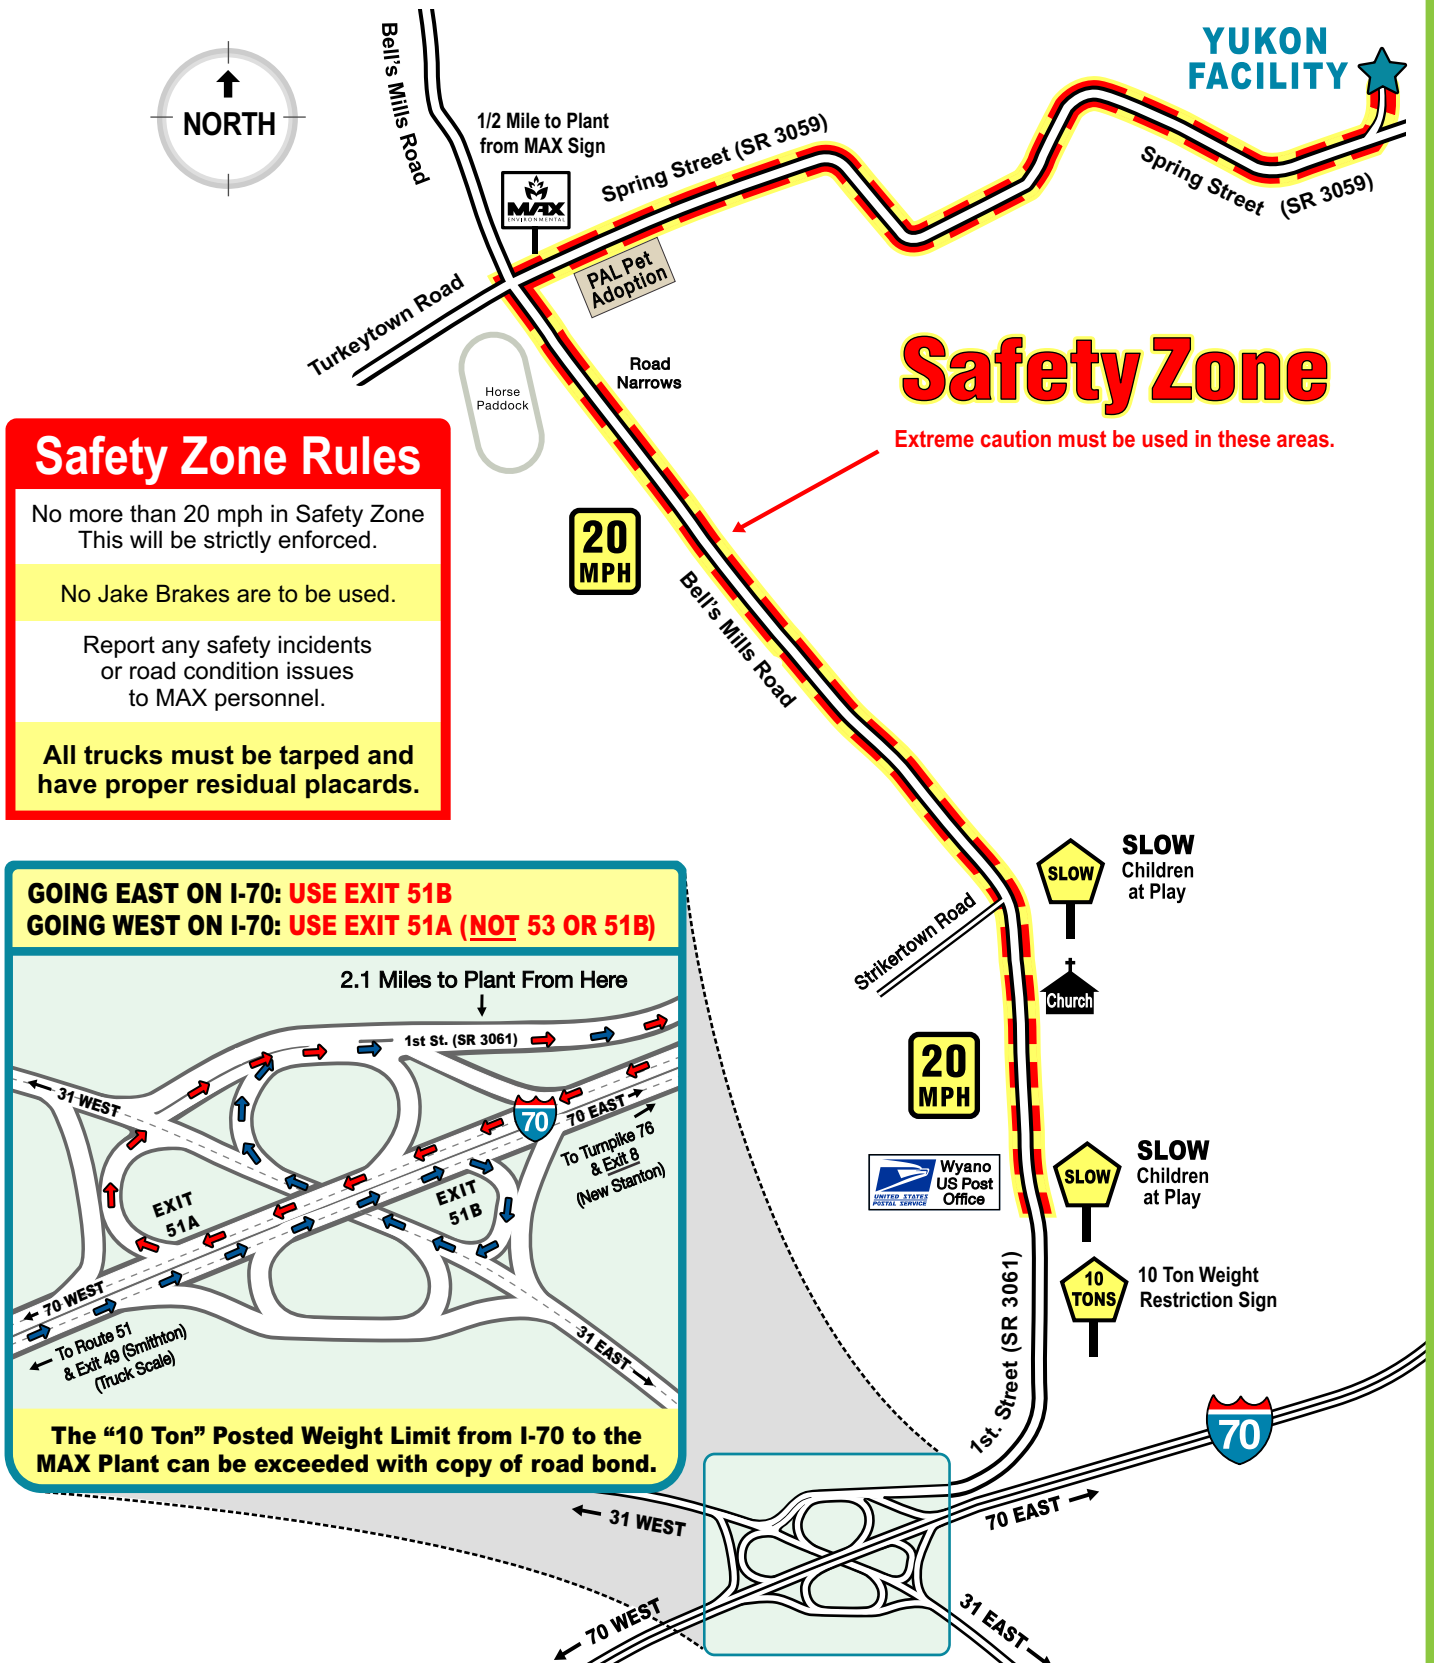 YUKON
FACILITY
NORTH
Bell's Mills Road
1/2 Mile to Plant
from MAX Sign
MAX
ENVIRONMENTAL
Spring Street (SR 3059)
Spring Street (SR 3059)
PAL Pet
Adoption
Turkeytown Road
Horse
Paddock
Road
Narrows
Safety Zone
Extreme caution must be used in these areas.
Safety Zone Rules
No more than 20 mph in Safety Zone
This will be strictly enforced.
No Jake Brakes are to be used.
Report any safety incidents
or road condition issues
to MAX personnel.
All trucks must be tarped and
have proper residual placards.
20
MPH
Bell's Mills Road
SLOW
SLOW
Children
at Play
Strikertown Road
Church
20
MPH
SLOW
SLOW
Children
at Play
UNITED STATES
POSTAL SERVICE
Wyano
US Post
Office
10
TONS
10 Ton Weight
Restriction Sign
1st. Street (SR 3061)
GOING EAST ON I-70: USE EXIT 51B
GOING WEST ON I-70: USE EXIT 51A (NOT 53 OR 51B)
2.1 Miles to Plant From Here
1st St. (SR 3061)
31 WEST
70
70 EAST
To Turnpike 76
& Exit 8
(New Stanton)
EXIT
51A
EXIT
51B
70 WEST
To Route 51
& Exit 49 (Smithton)
(Truck Scale)
31 EAST
The “10 Ton” Posted Weight Limit from I-70 to the
MAX Plant can be exceeded with copy of road bond.
70
31 WEST
70 EAST
70 WEST
31 EAST